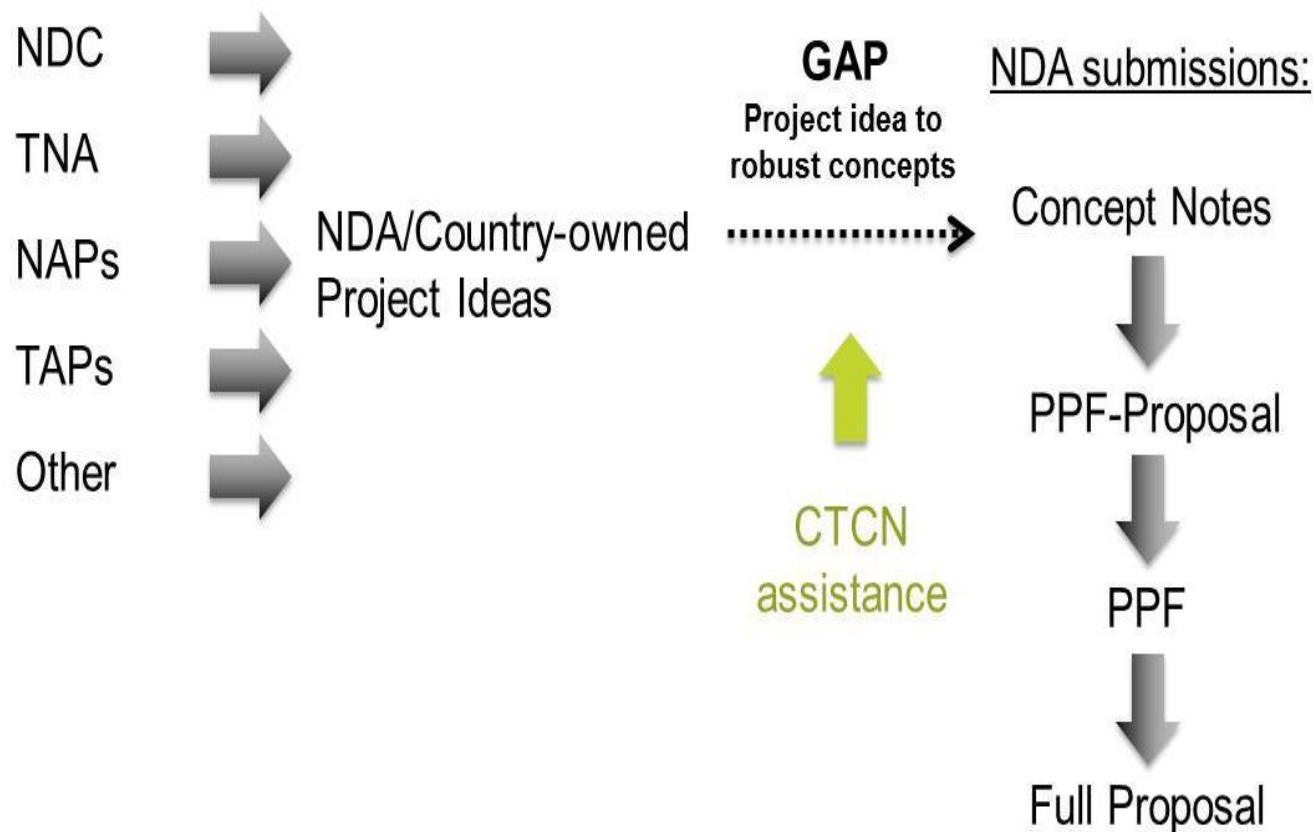 NDC
TNA
NAPs
TAPs
Other
NDA/Country-owned
Project Ideas
GAP
Project idea to
robust concepts
CTCN
assistance
NDA submissions:
Concept Notes
PPF-Proposal
PPF
Full Proposal